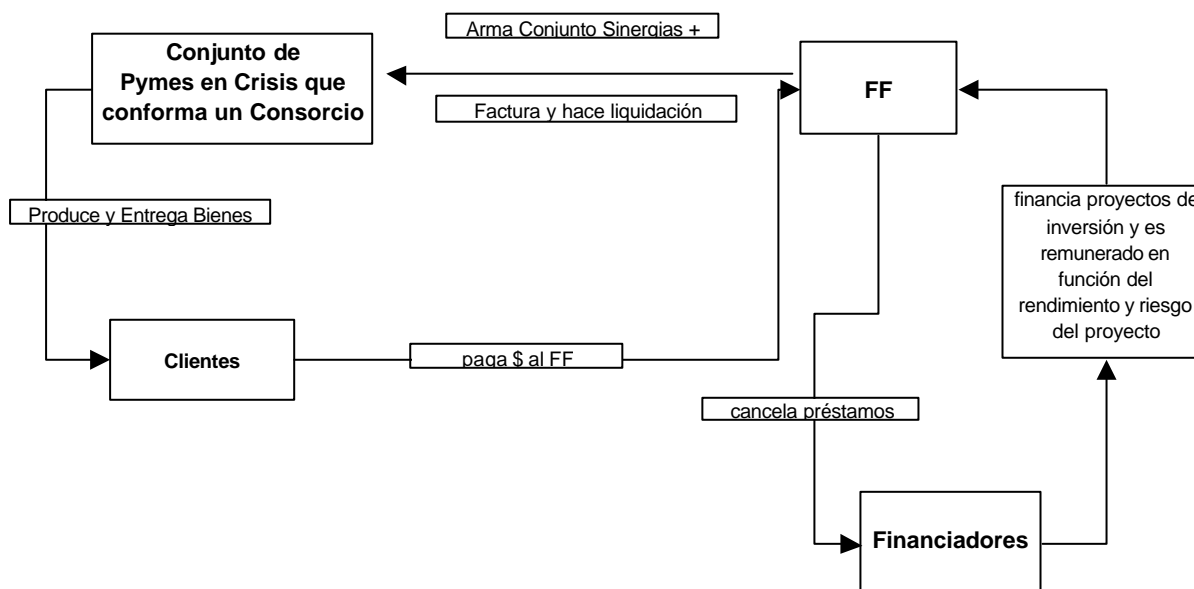 Arma Conjunto Sinergias +
Conjunto de
Pymes en Crisis que
conforma un Consorcio
FF
Factura y hace liquidación
Produce y Entrega Bienes
financia proyectos de
inversión y es
remunerado en
función del
rendimiento y riesgo
del proyecto
Clientes
paga $ al FF
cancela préstamos
Financiadores